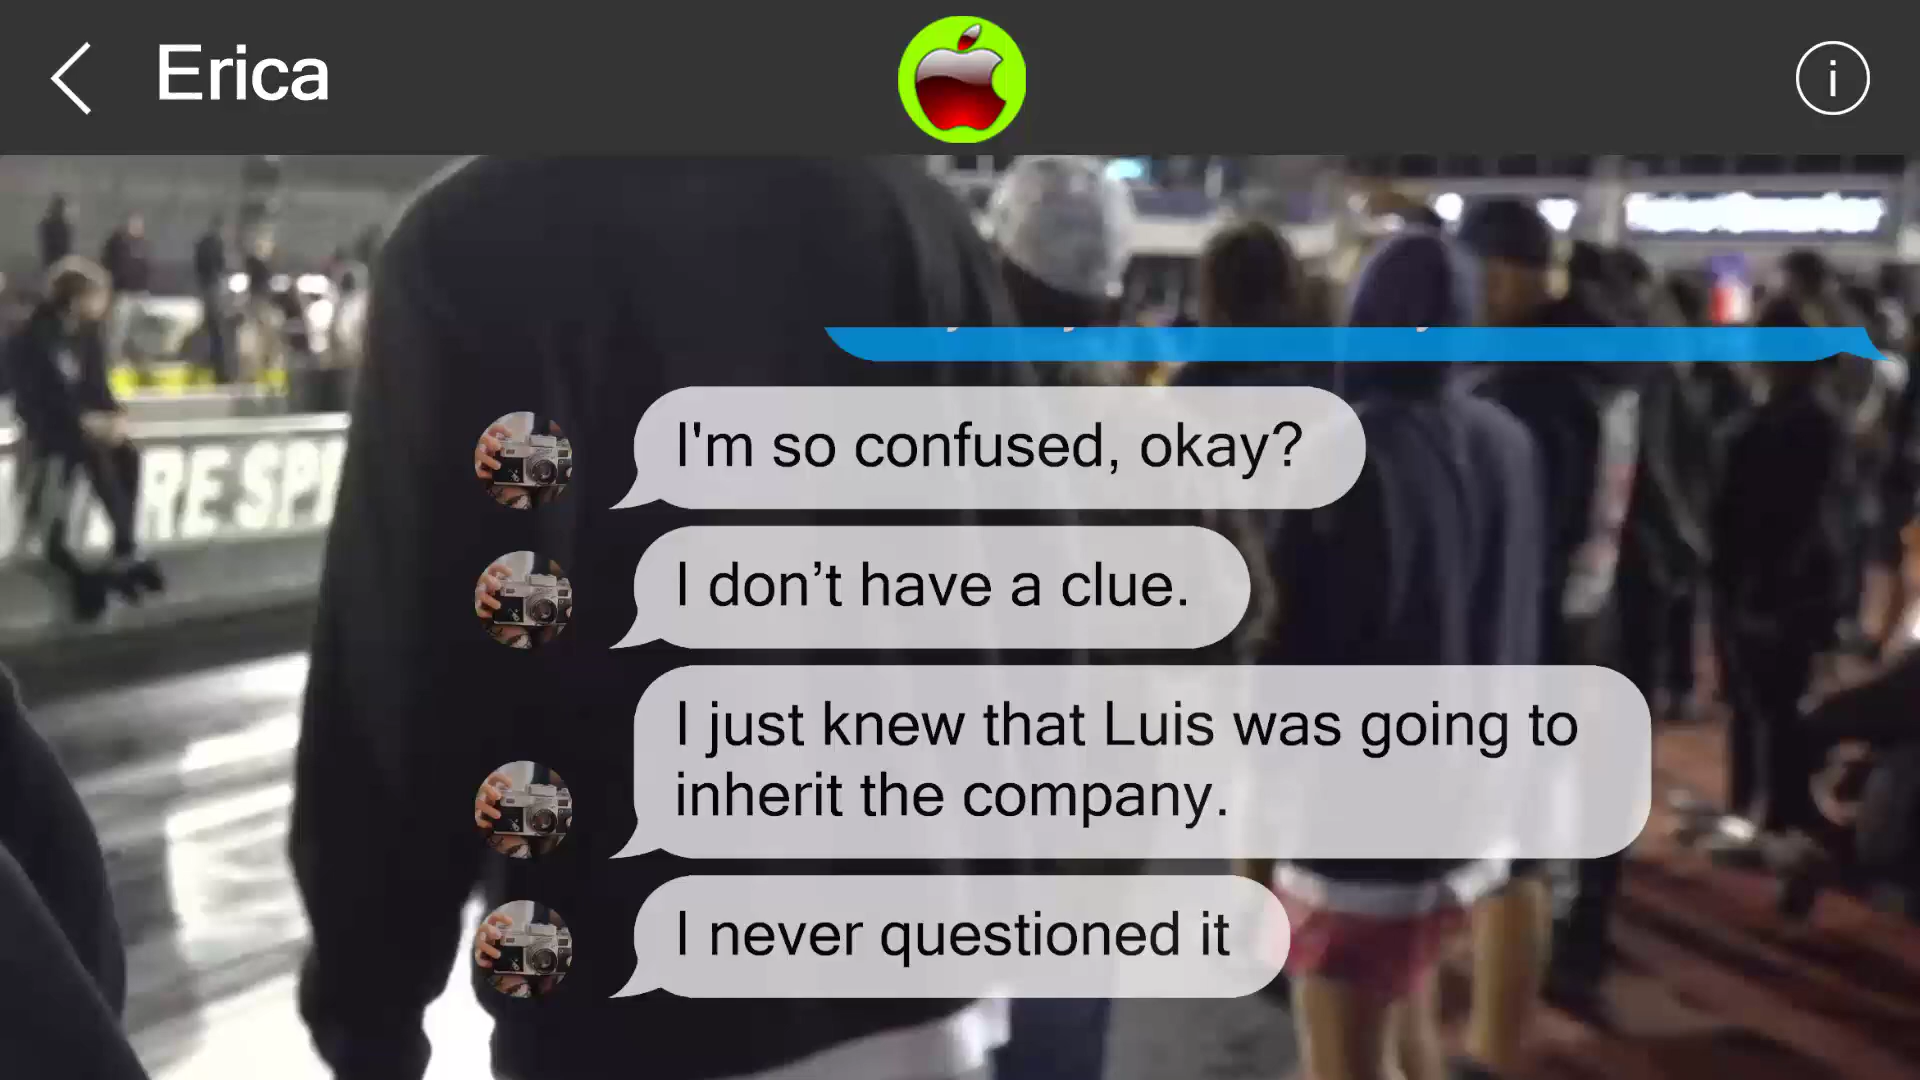 Erica
I'm so confused, okay?
I don’t have a clue.
I just knew that Luis was going to
inherit the company.
I never questioned it